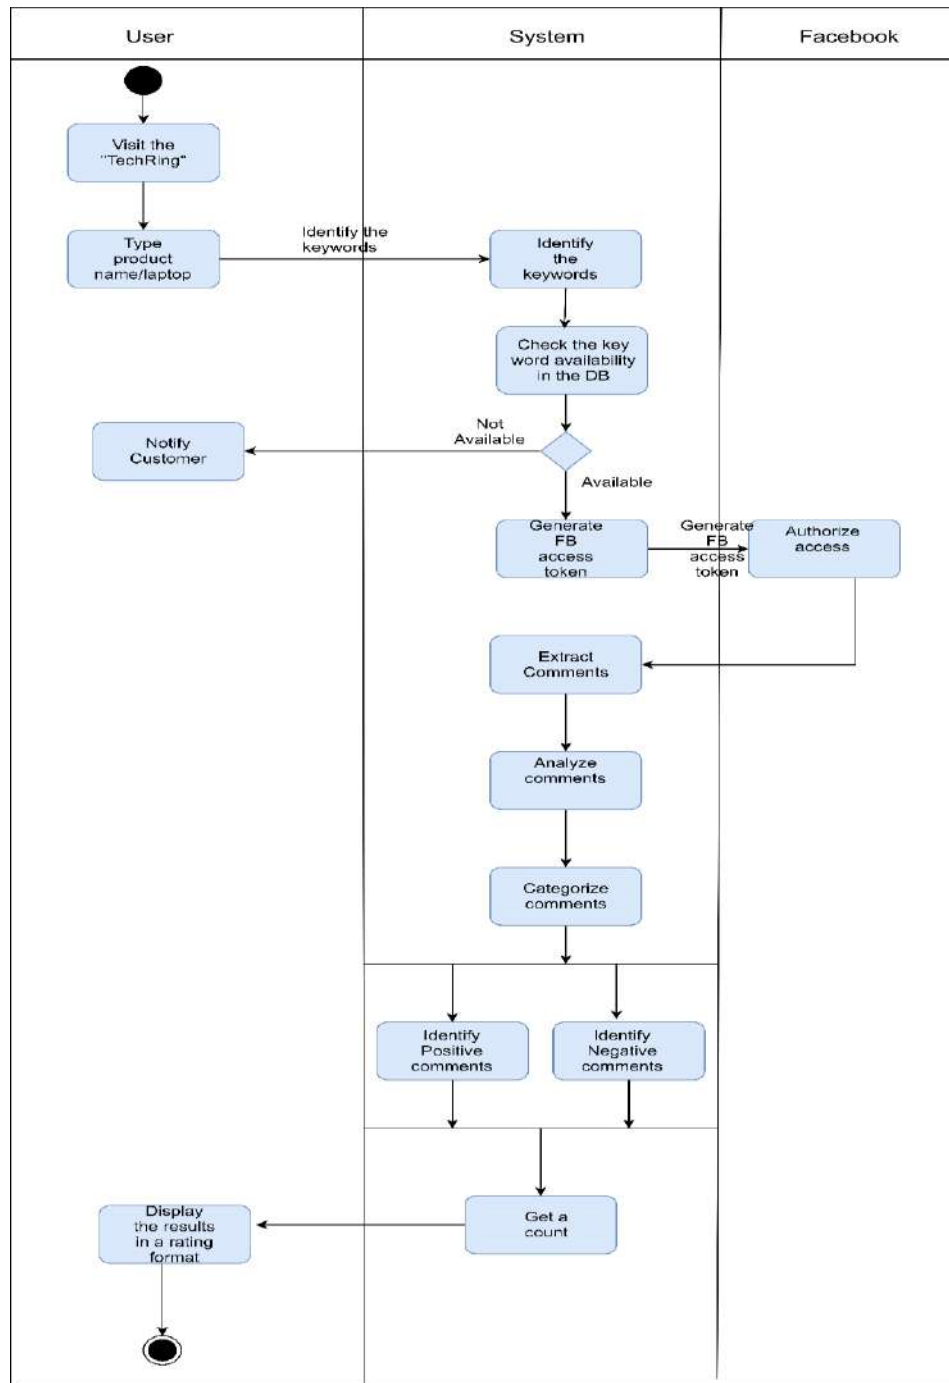 User
System
Facebook
Visit the
"TechRing"
Type
product
name/laptop
Identify the
keywords
Identify
the
keywords
Check the key
word availability
in the DB
Not
Available
Notify
Customer
Available
Generate
FB
access
token
Generate
FB
access
token
Authorize
access
Extract
Comments
Analyze
comments
Categorize
comments
Identify
Positive
comments
Identify
Negative
comments
Get a
count
Display
the results
in a rating
format